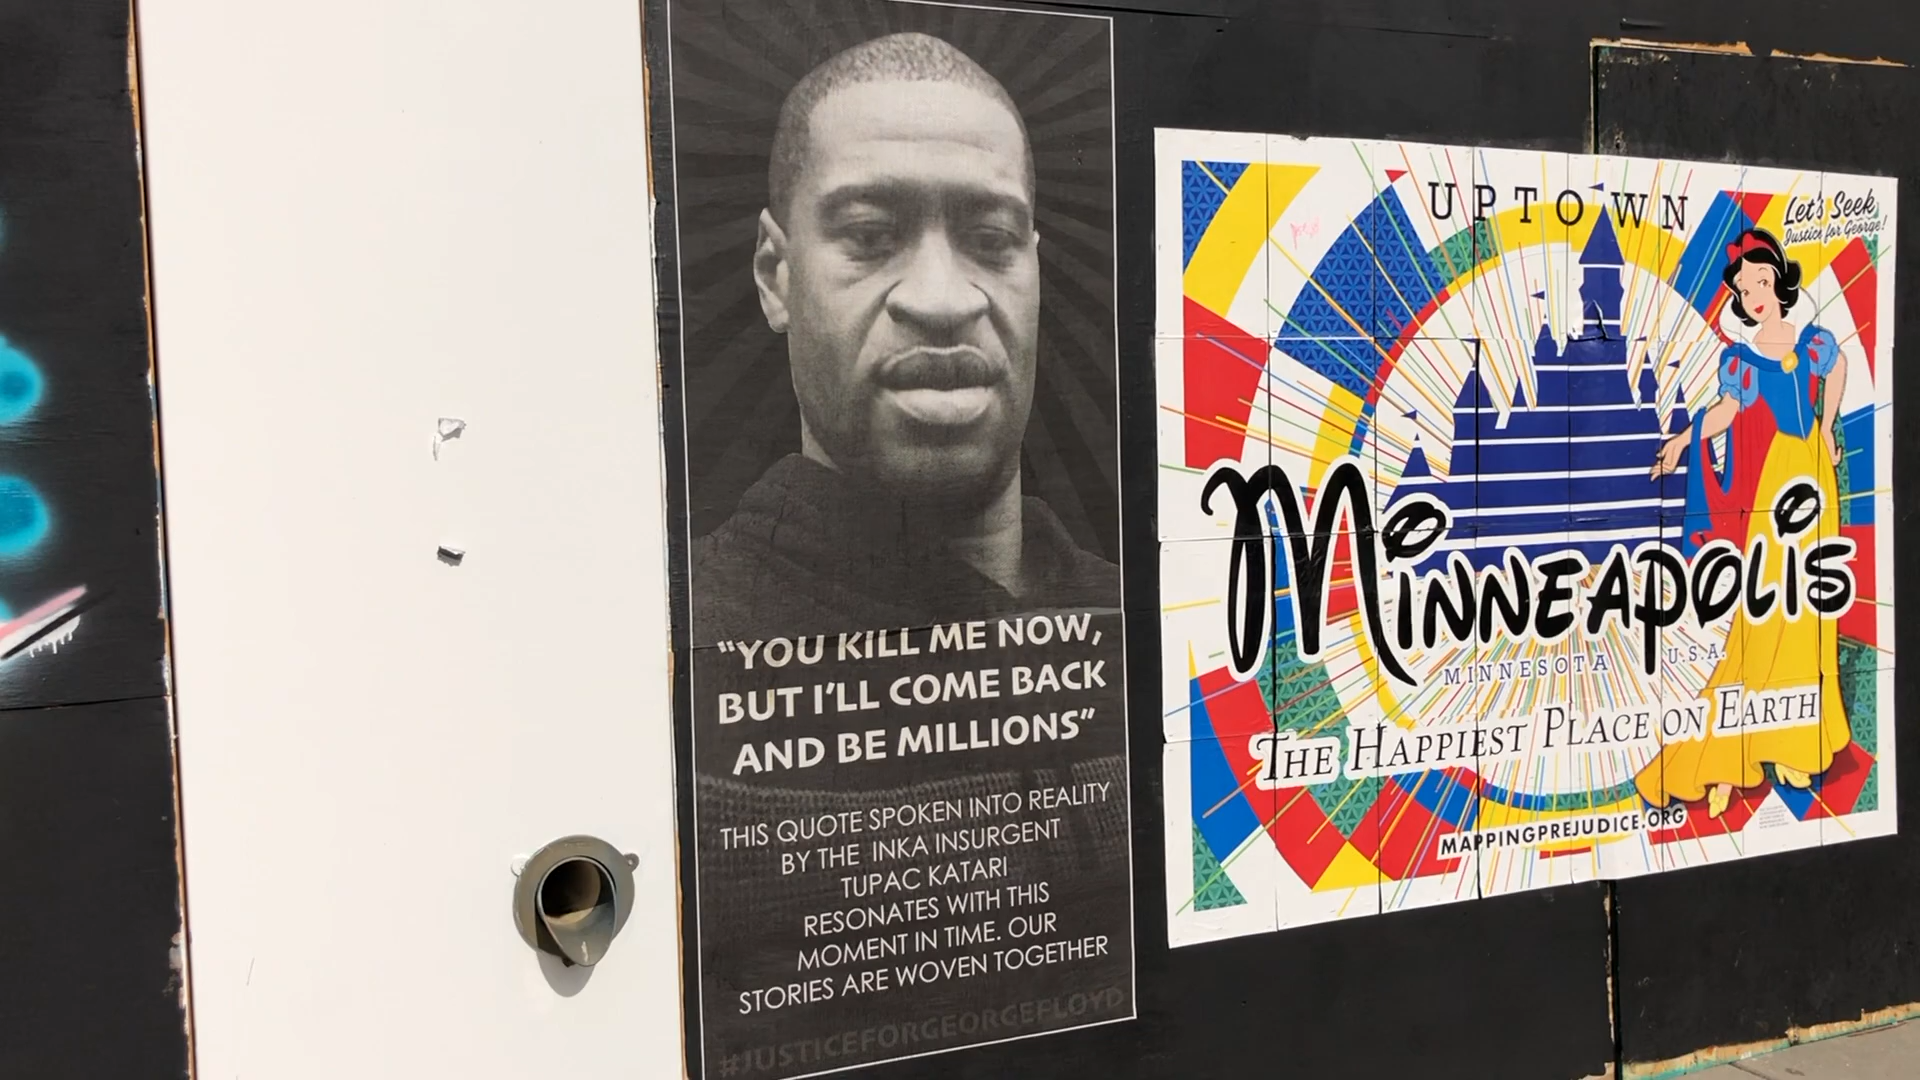 "YOU KILL ME NOW,
BUT I'LL COME BACK
AND BE MILLIONS"
THIS QUOTE SPOKEN INTO REALITY
BY THE INKA INSURGENT
TUPAC KATARI
RESONATES WITH THIS
MOMENT IN TIME. OUR
STORIES ARE WOVEN TOGETHER
#JUSTICEFORGEORGEFLOYD
UPTOWN
Let's Seek
Justice for George!
MINNEAPOLIS
MINNESOTA U.S.A.
THE HAPPIEST PLACE ON EARTH
MAPPINGPREJUDICE.ORG